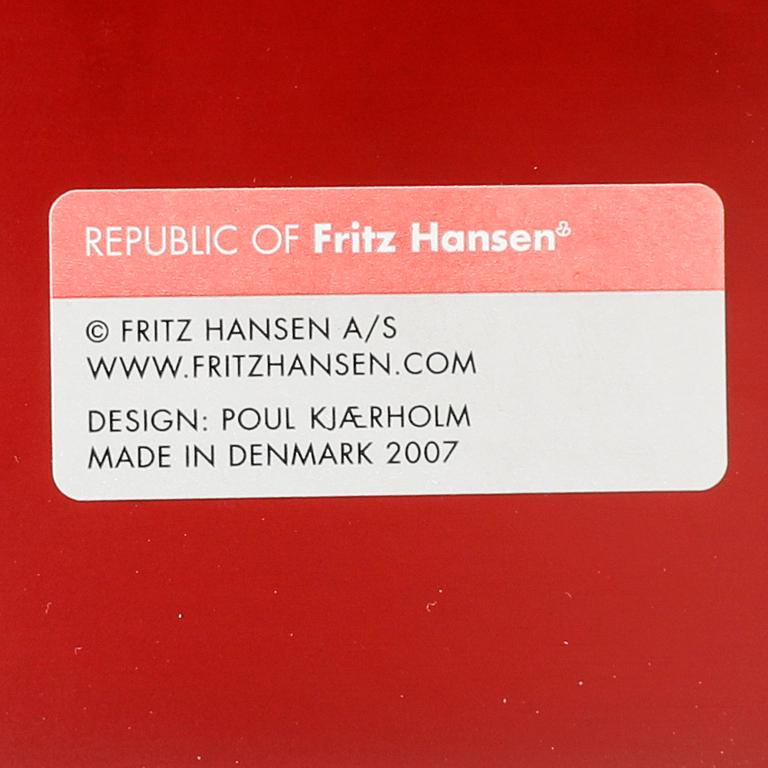 REPUBLIC OF Fritz Hansen
© FRITZ HANSEN A/S
WWW.FRITZHANSEN.COM
DESIGN: POUL KJÆRHOLM
MADE IN DENMARK 2007